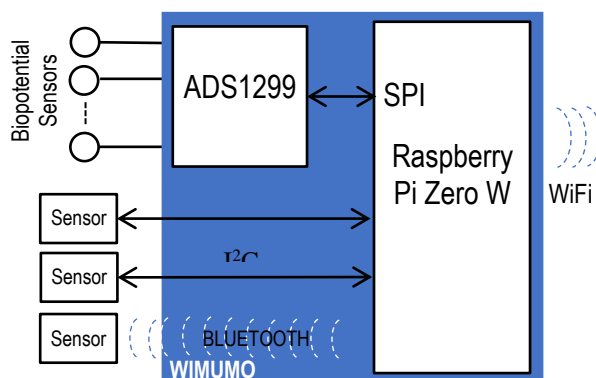 Biopotential
Sensors
ADS1299
SPI
Raspberry
Pi Zero W
WiFi
Sensor
I²C
Sensor
Sensor
BLUETOOTH
WIMUMO